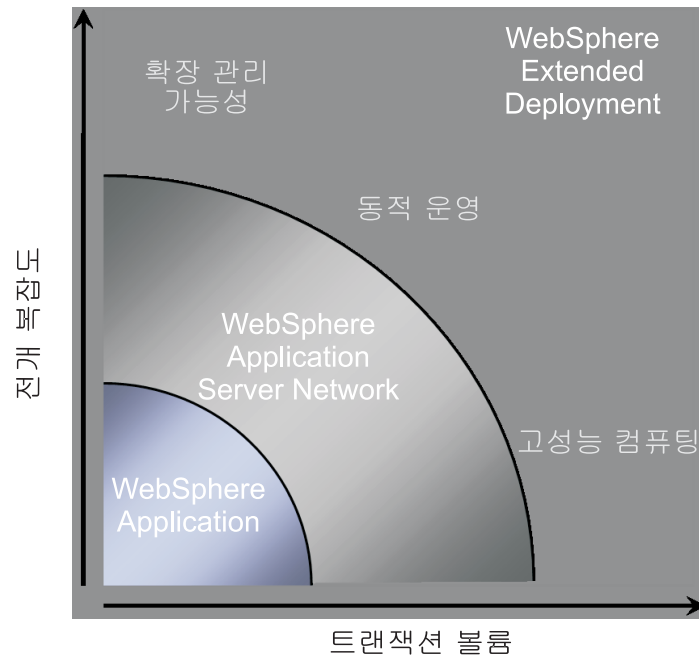 WebSphere
Extended
Deployment
확장 관리
가능성
동적 운영
WebSphere
Application
Server Network
고성능 컴퓨팅
WebSphere
Application
전개 복잡도
트랜잭션 볼륨